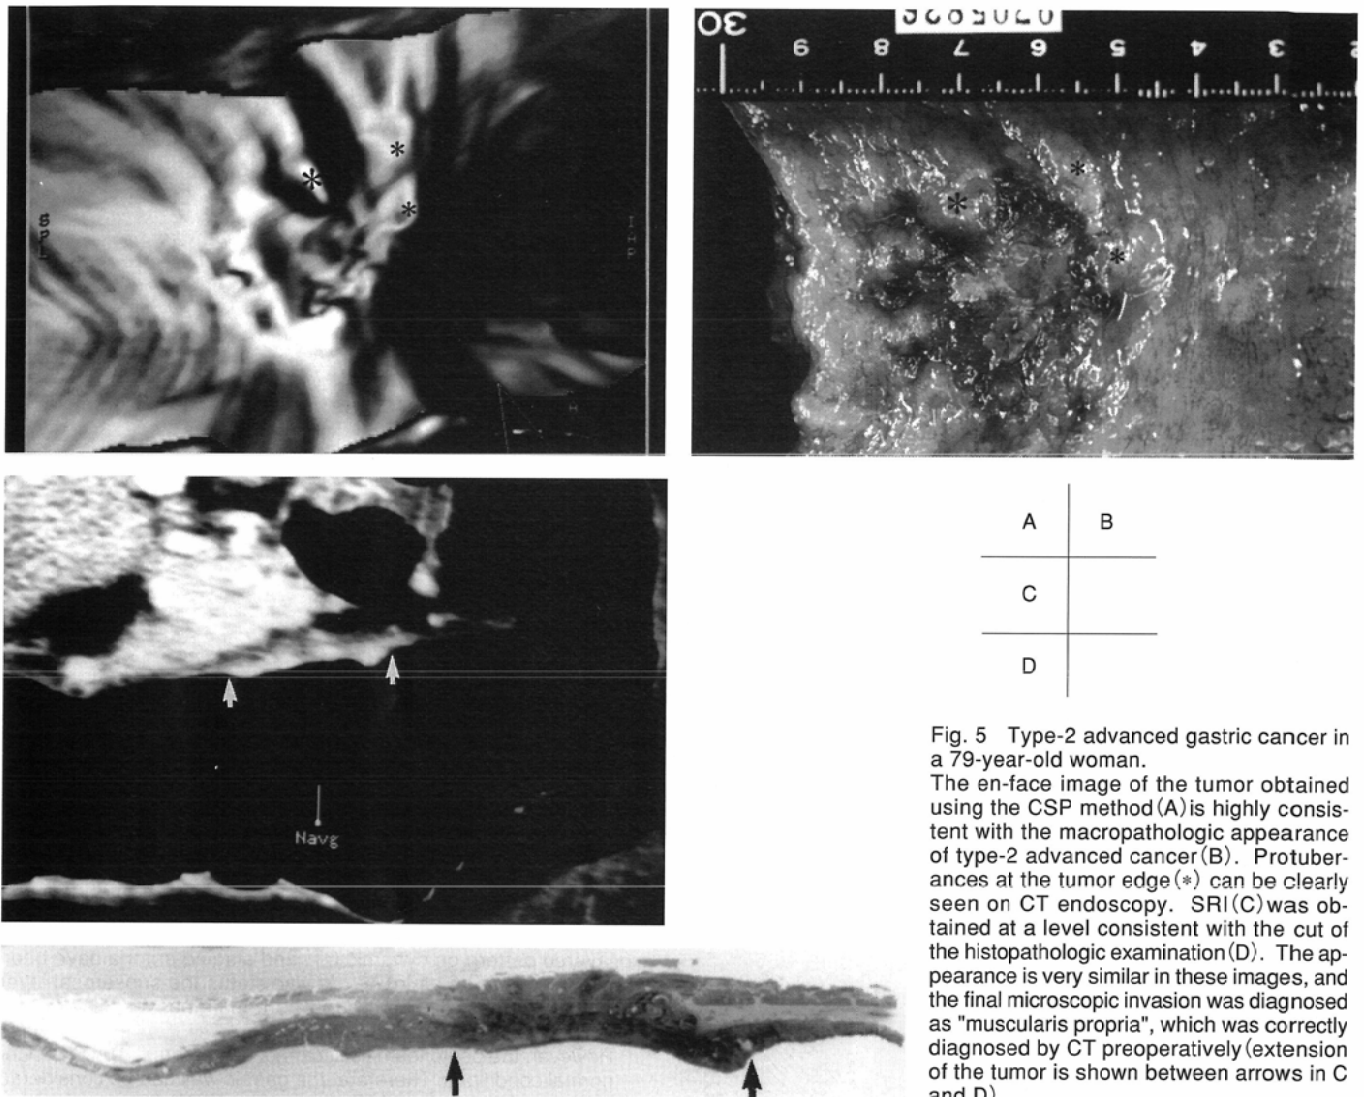 SPL
IHP
H
30
9
8
7
6
5
4
3
2
Navg
A B
C
D
Fig. 5 Type-2 advanced gastric cancer in
a 79-year-old woman.
The en-face image of the tumor obtained
using the CSP method(A)is highly consis-
tent with the macropathologic appearance
of type-2 advanced cancer(B). Protuber-
ances at the tumor edge(*) can be clearly
seen on CT endoscopy. SRI(C)was ob-
tained at a level consistent with the cut of
the histopathologic examination(D). The ap-
pearance is very similar in these images, and
the final microscopic invasion was diagnosed
as "muscularis propria", which was correctly
diagnosed by CT preoperatively(extension
of the tumor is shown between arrows in C
and D)